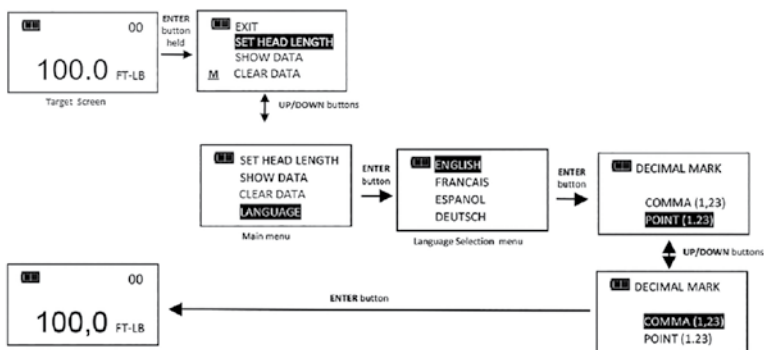 00
100.0 FT-LB
Target Screen
ENTER
button
held
EXIT
SET HEAD LENGTH
SHOW DATA
M CLEAR DATA
UP/DOWN buttons
SET HEAD LENGTH
SHOW DATA
CLEAR DATA
LANGUAGE
Main menu
ENTER
button
ENGLISH
FRANCAIS
ESPANOL
DEUTSCH
Language Selection menu
ENTER
button
DECIMAL MARK
COMMA (1,23)
POINT (1.23)
UP/DOWN buttons
DECIMAL MARK
COMMA (1,23)
POINT (1.23)
ENTER button
00
100,0 FT-LB